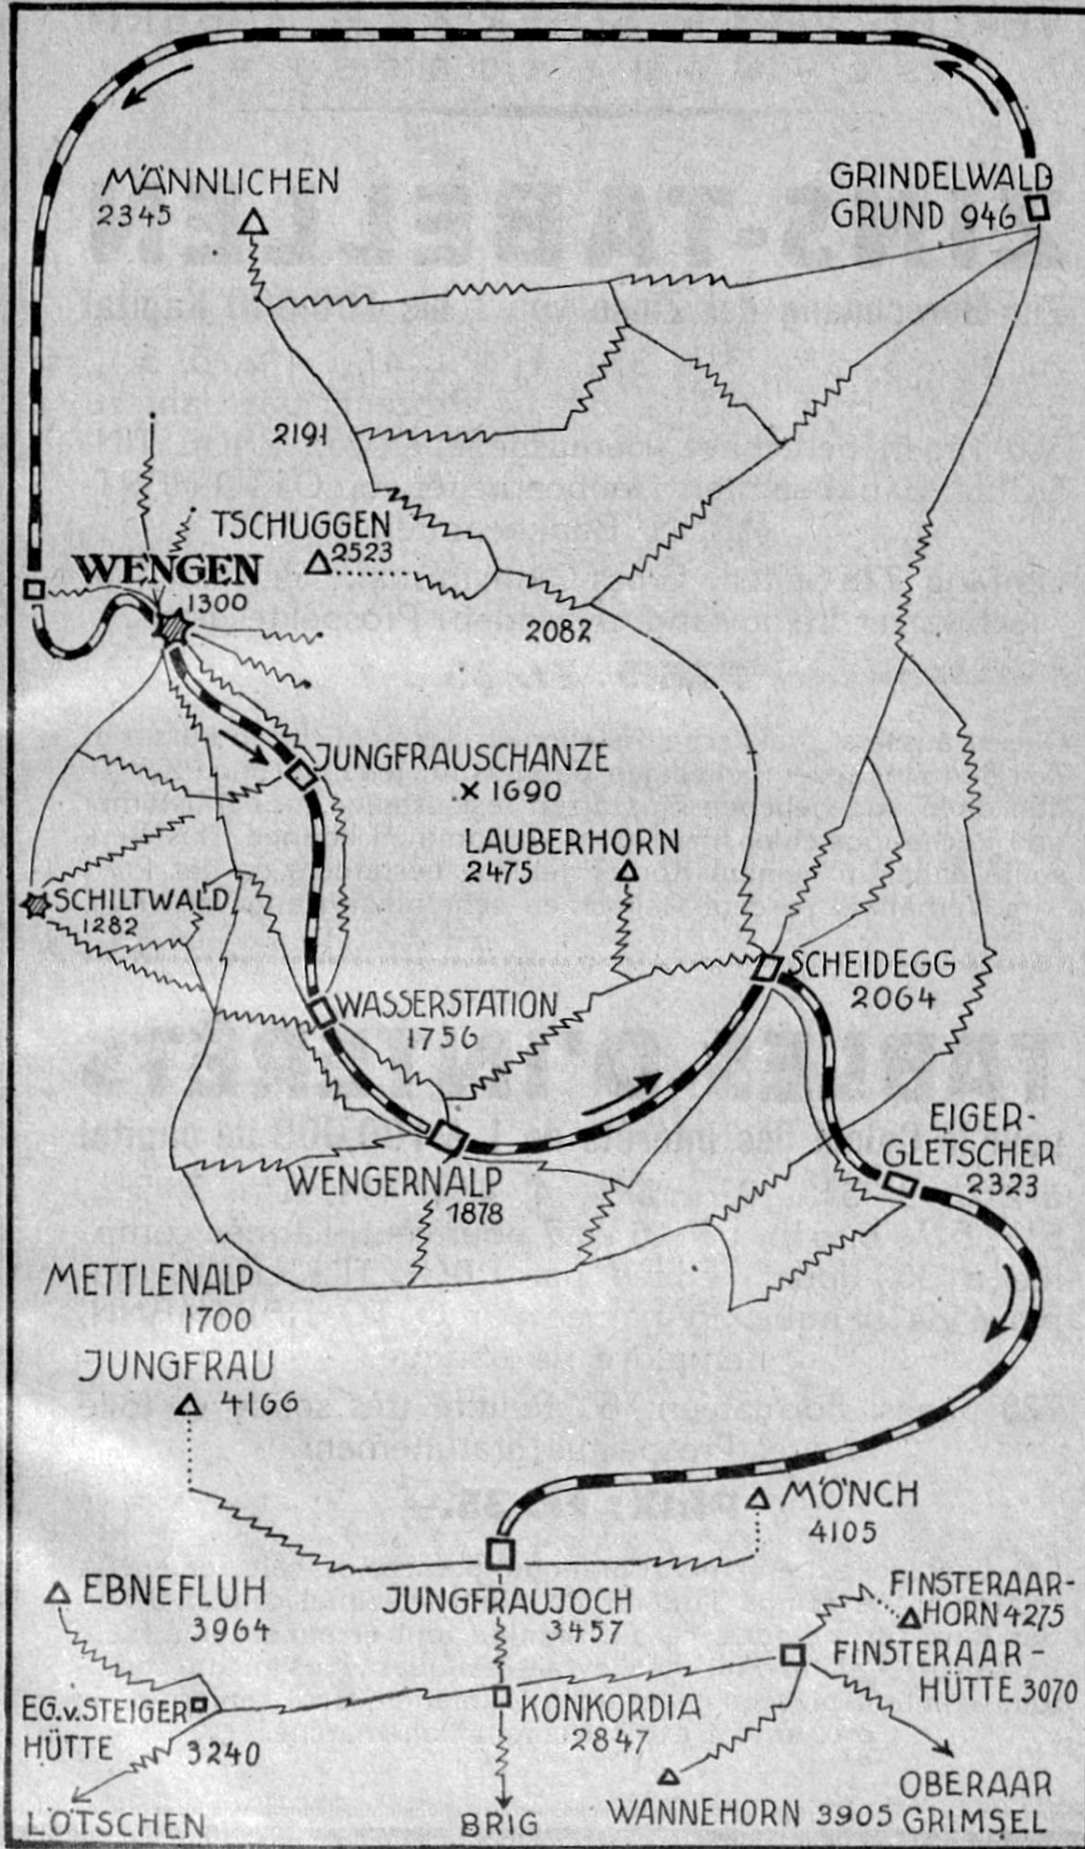 MÄNNLICHEN
2345
GRINDELWALD
GRUND 946
2191
TSCHUGGEN
2523
WENGEN
1300
2082
JUNGFRAUSCHANZE
x 1690
LAUBERHORN
2475
SCHILTWALD
1282
SCHEIDEGG
2064
WASSERSTATION
1756
EIGER-
GLETSCHER
2323
WENGERNALP
1878
METTLENALP
1700
JUNGFRAU
4166
MÖNCH
4105
JUNGFRAUJOCH
3457
EBNEFLUH
3964
FINSTERAAR-
HORN 4275
FINSTERAAR-
HÜTTE 3070
EG.v.STEIGER
HÜTTE
3240
KONKORDIA
2847
LÖTSCHEN
BRIG
WANNEHORN 3905
OBERAAR
GRIMSEL